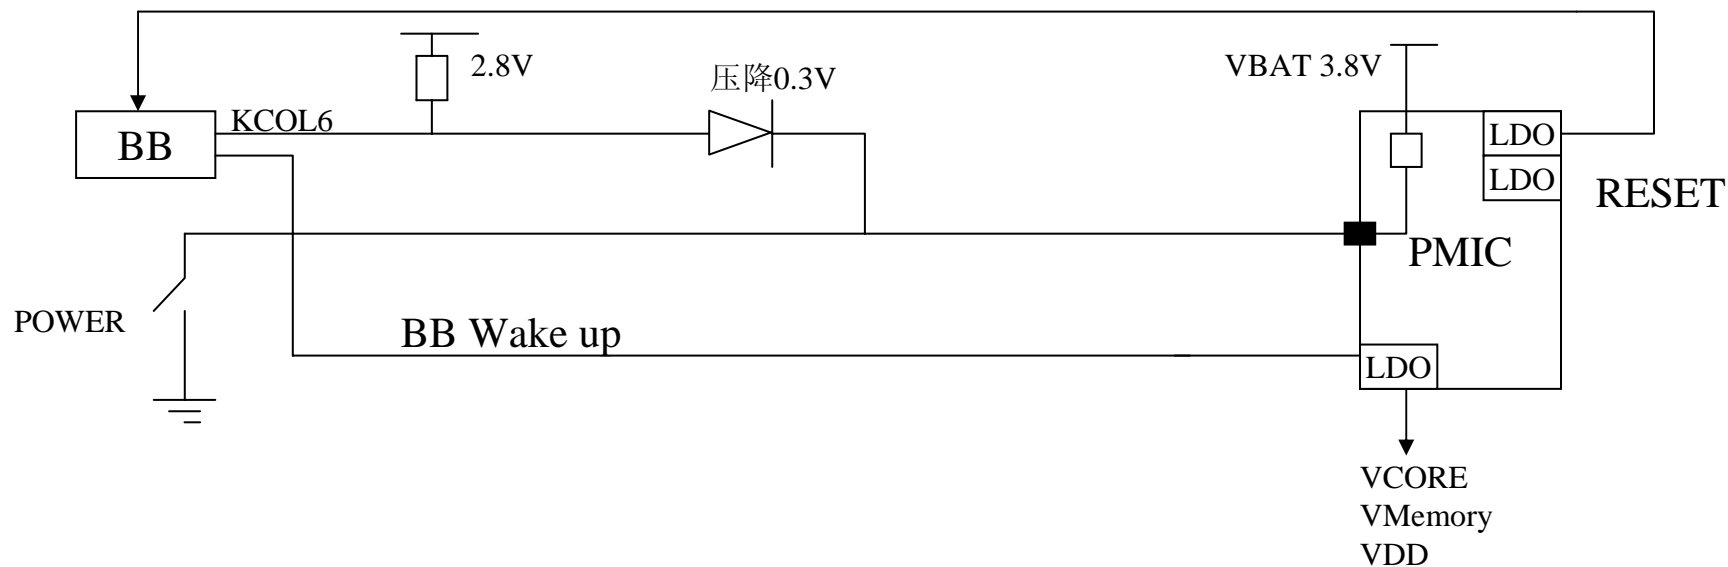 2.8V
压降0.3V
VBAT 3.8V
KCOL6
BB
LDO
LDO
RESET
PMIC
POWER
BB Wake up
LDO
VCORE
VMemory
VDD